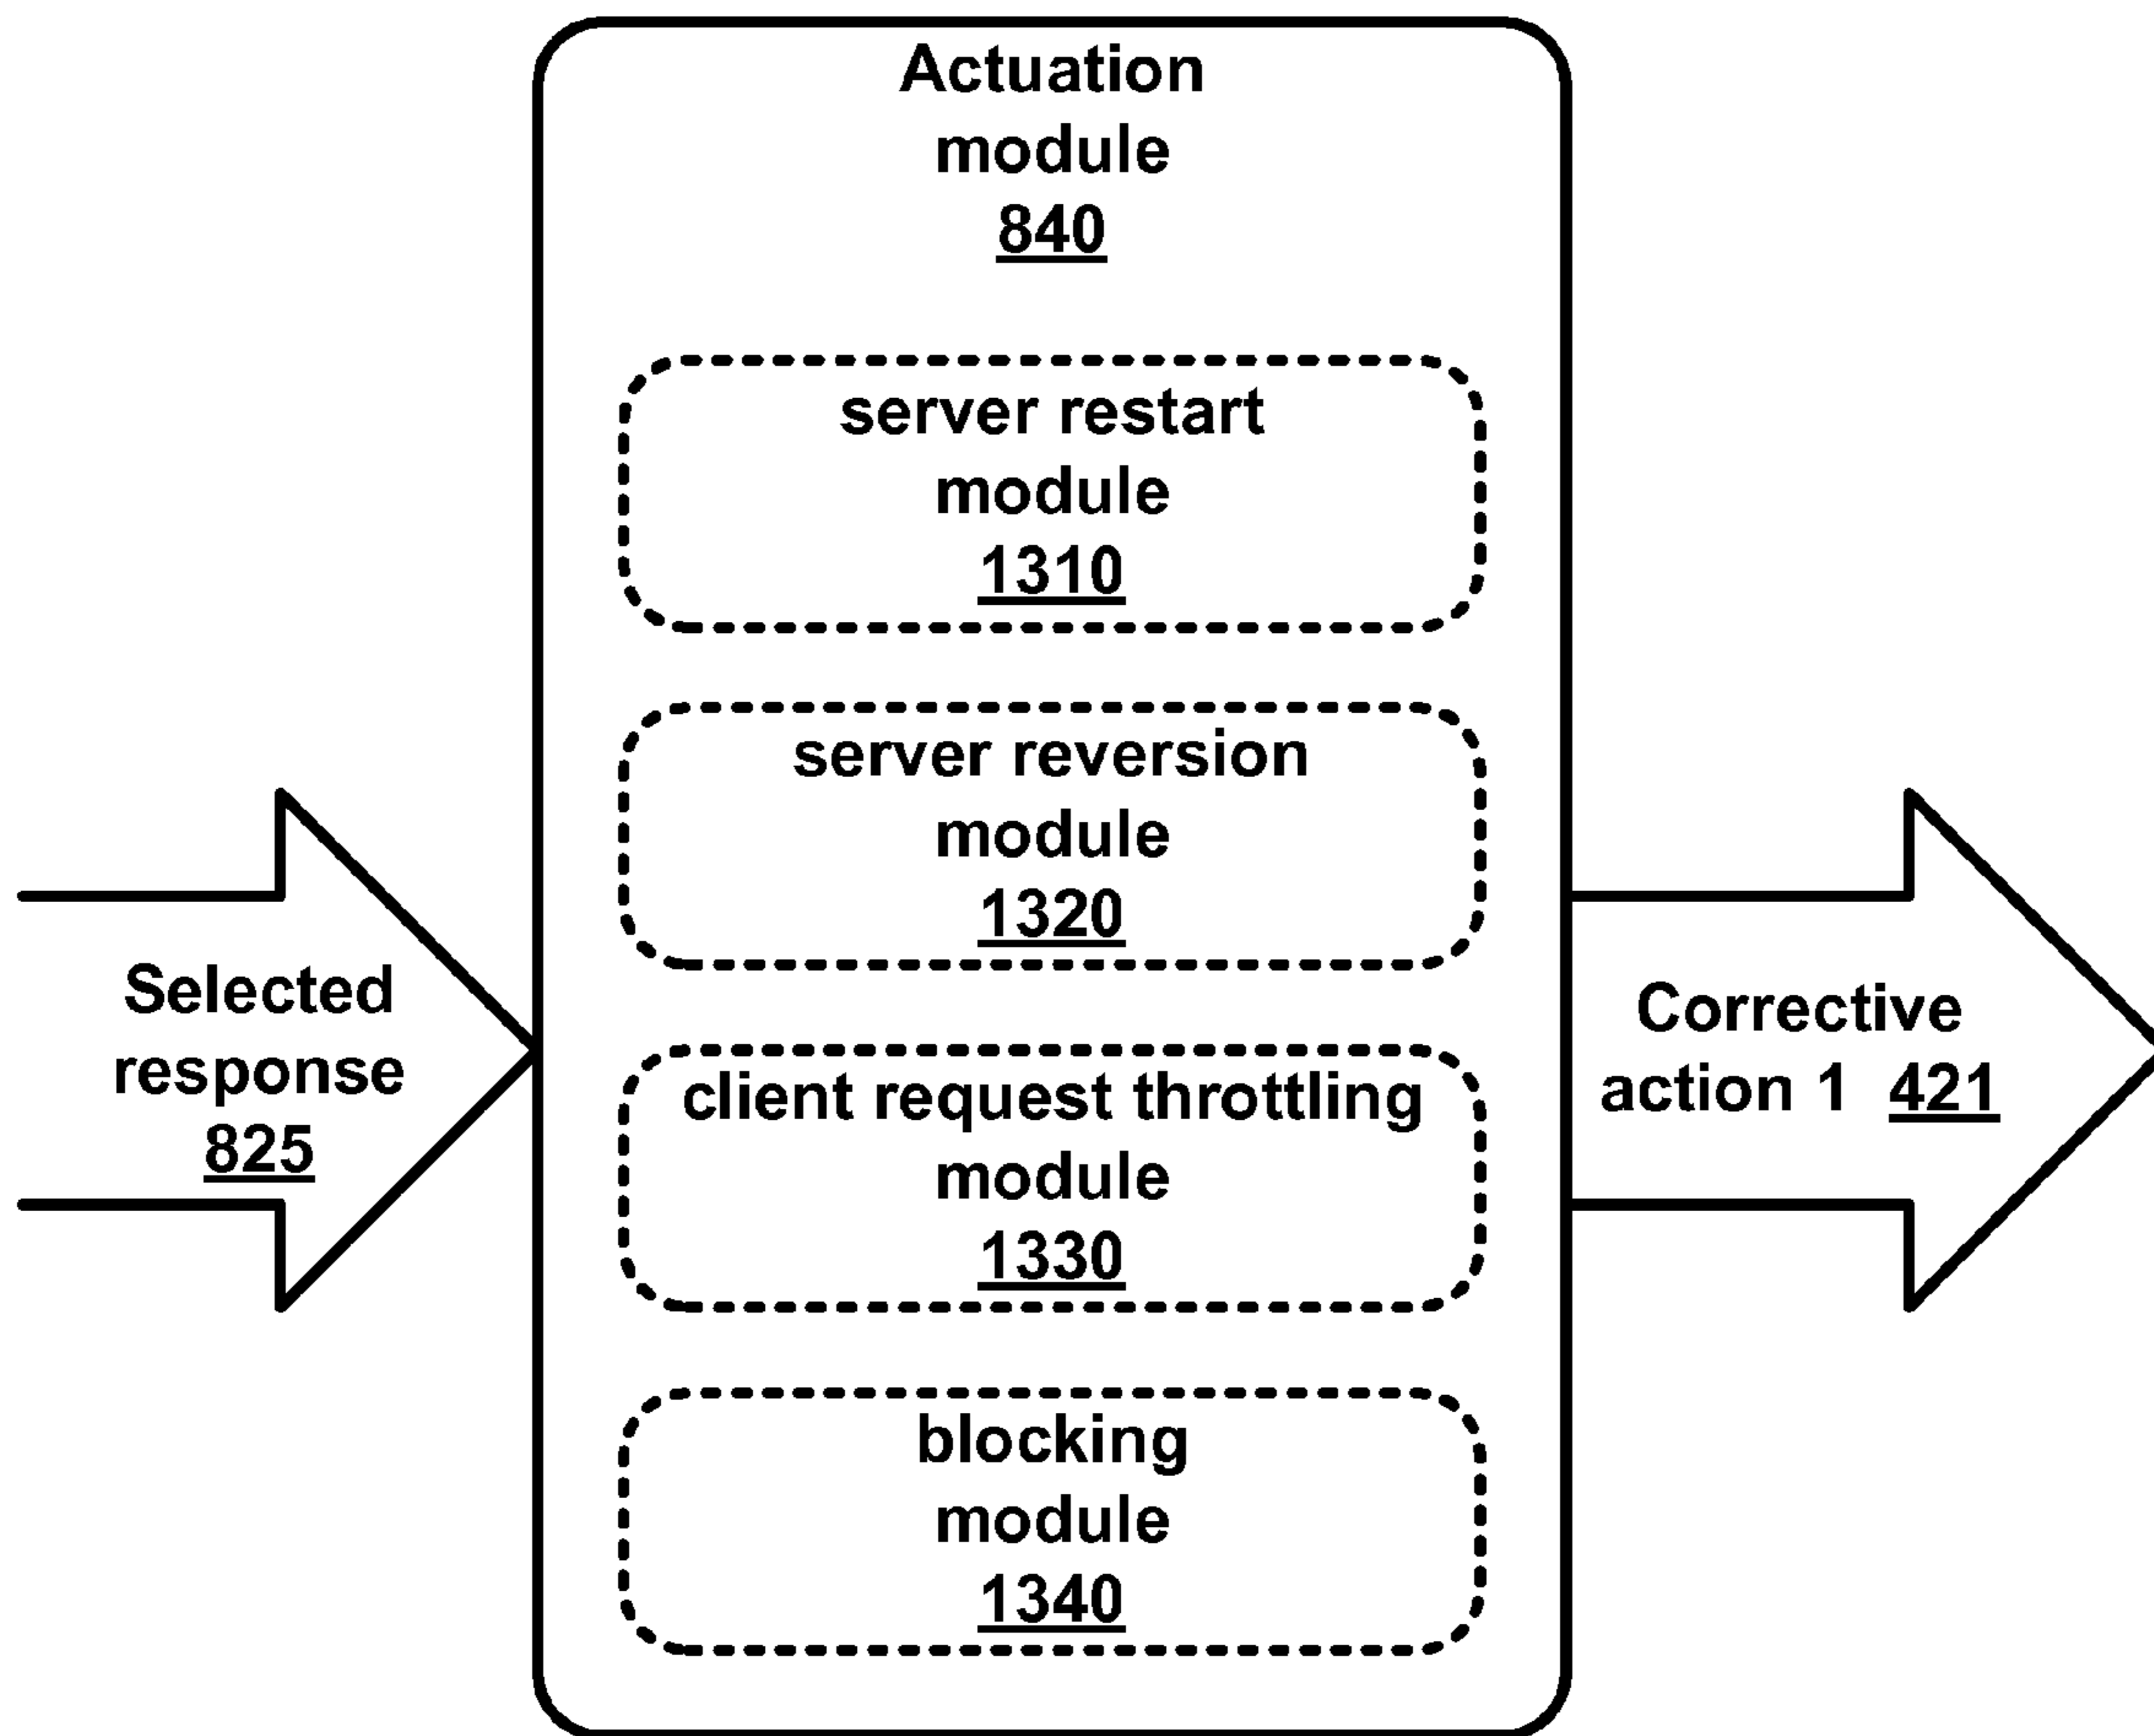 Actuation
module
840
server restart
module
1310
server reversion
module
1320
client request throttling
module
1330
blocking
module
1340
Selected
response
825
Corrective
action 1 421